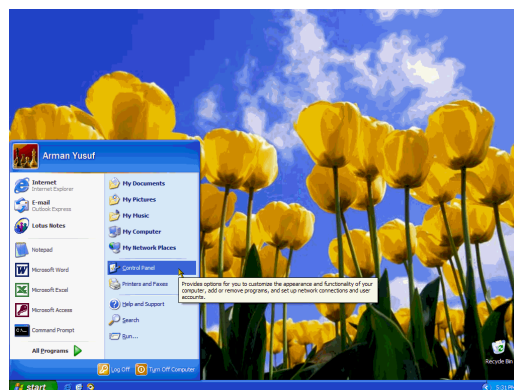 Arman Yusuf
Internet
Internet Explorer
E-mail
Outlook Express
Lotus Notes
Notepad
Microsoft Word
Microsoft Excel
Microsoft Access
Command Prompt
All Programs
My Documents
My Pictures
My Music
My Computer
My Network Places
Control Panel
Printers and Faxes
Help and Support
Search
Run...
Provides options for you to customize the appearance and functionality of your
computer, add or remove programs, and set up network connections and user
accounts.
Log Off Turn Off Computer
Recycle Bin
start
5:31 PM